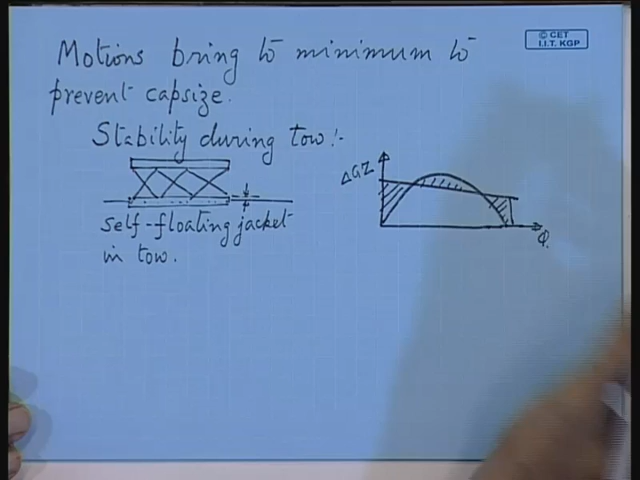 © CET
I.I.T. KGP
Motions bring to minimum to
prevent capsize.
Stability during tow:-
ΔGZ
self-floating jacket
in tow.
Φ